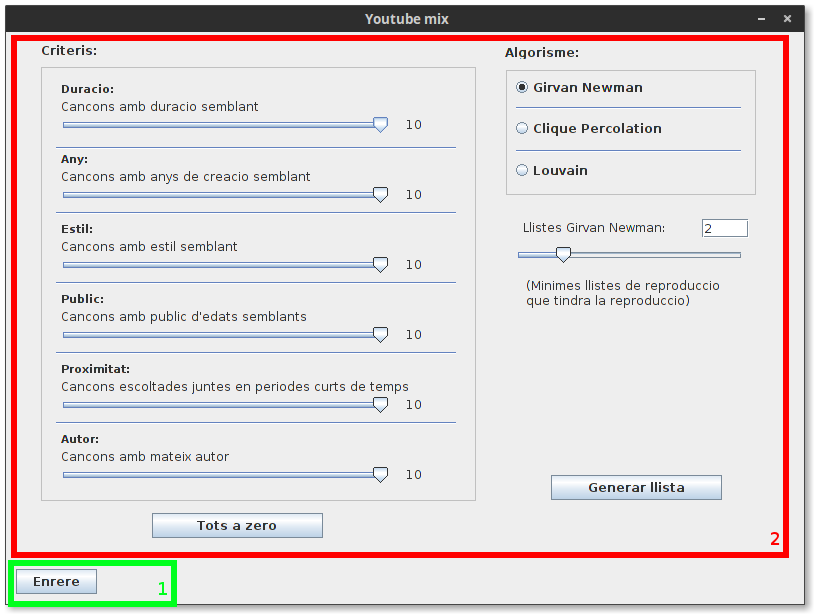 Youtube mix
Criteris:
Duracio:
Cancons amb duracio semblant
10
Any:
Cancons amb anys de creacio semblant
10
Estil:
Cancons amb estil semblant
10
Public:
Cancons amb public d'edats semblants
10
Proximitat:
Cancons escoltades juntes en periodes curts de temps
10
Autor:
Cancons amb mateix autor
10
Tots a zero
Algorisme:
Girvan Newman
Clique Percolation
Louvain
Llistes Girvan Newman:
2
(Minimes llistes de reproduccio
que tindra la reproduccio)
Generar llista
2
Enrere
1